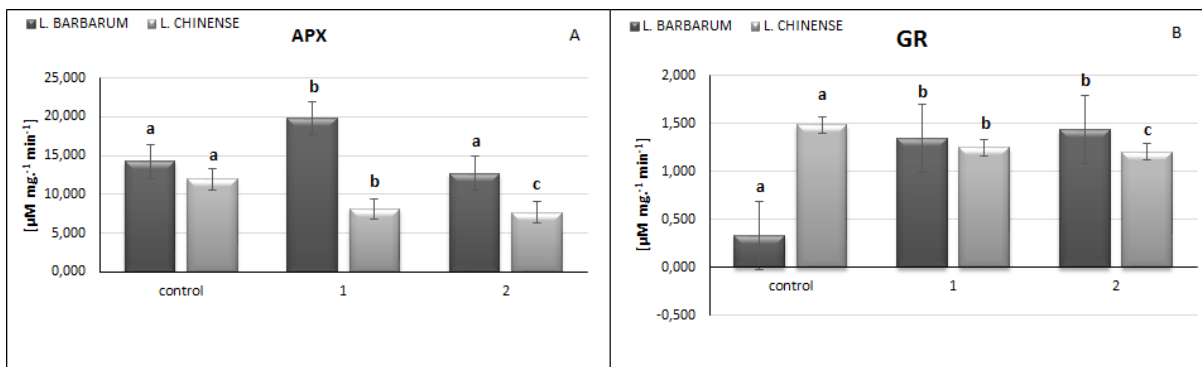 L. BARBARUM L. CHINENSE
APX
A
[µM mg.-1 min-1]
25,000
20,000
15,000
10,000
5,000
0,000
a
a
b
b
a
c
control
1
2
L. BARBARUM L. CHINENSE
GR
B
[µM mg.-1 min-1]
2,000
1,500
1,000
0,500
0,000
-0,500
a
a
b
b
b
c
control
1
2